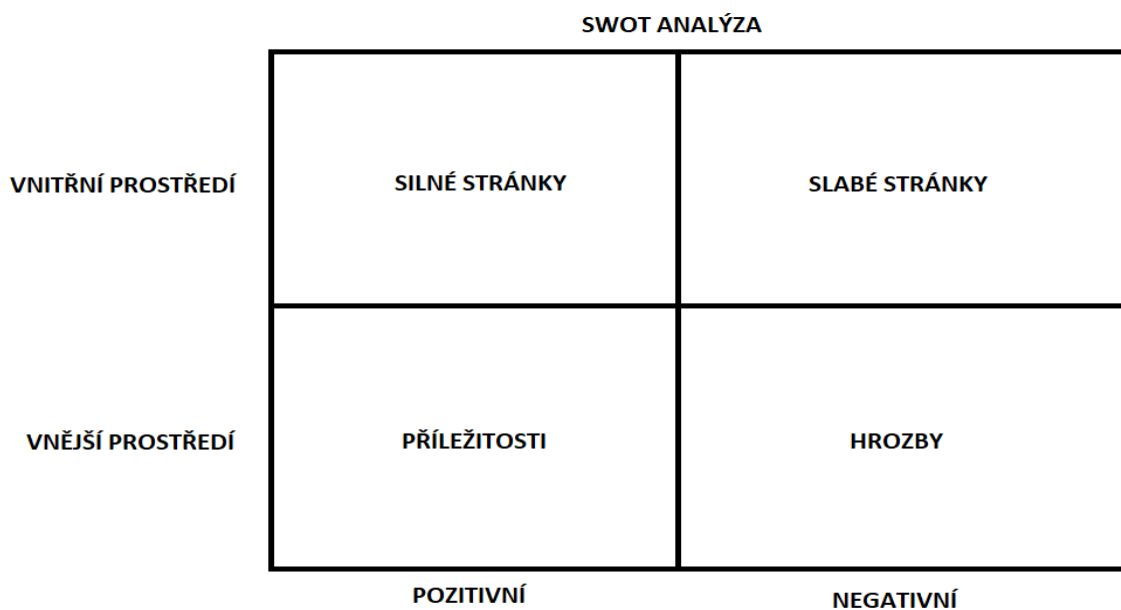 SWOT ANALÝZA
VNITŘNÍ PROSTŘEDÍ
SILNÉ STRÁNKY
SLABÉ STRÁNKY
VNĚJŠÍ PROSTŘEDÍ
PŘÍLEŽITOSTI
HROZBY
POZITIVNÍ
NEGATIVNÍ